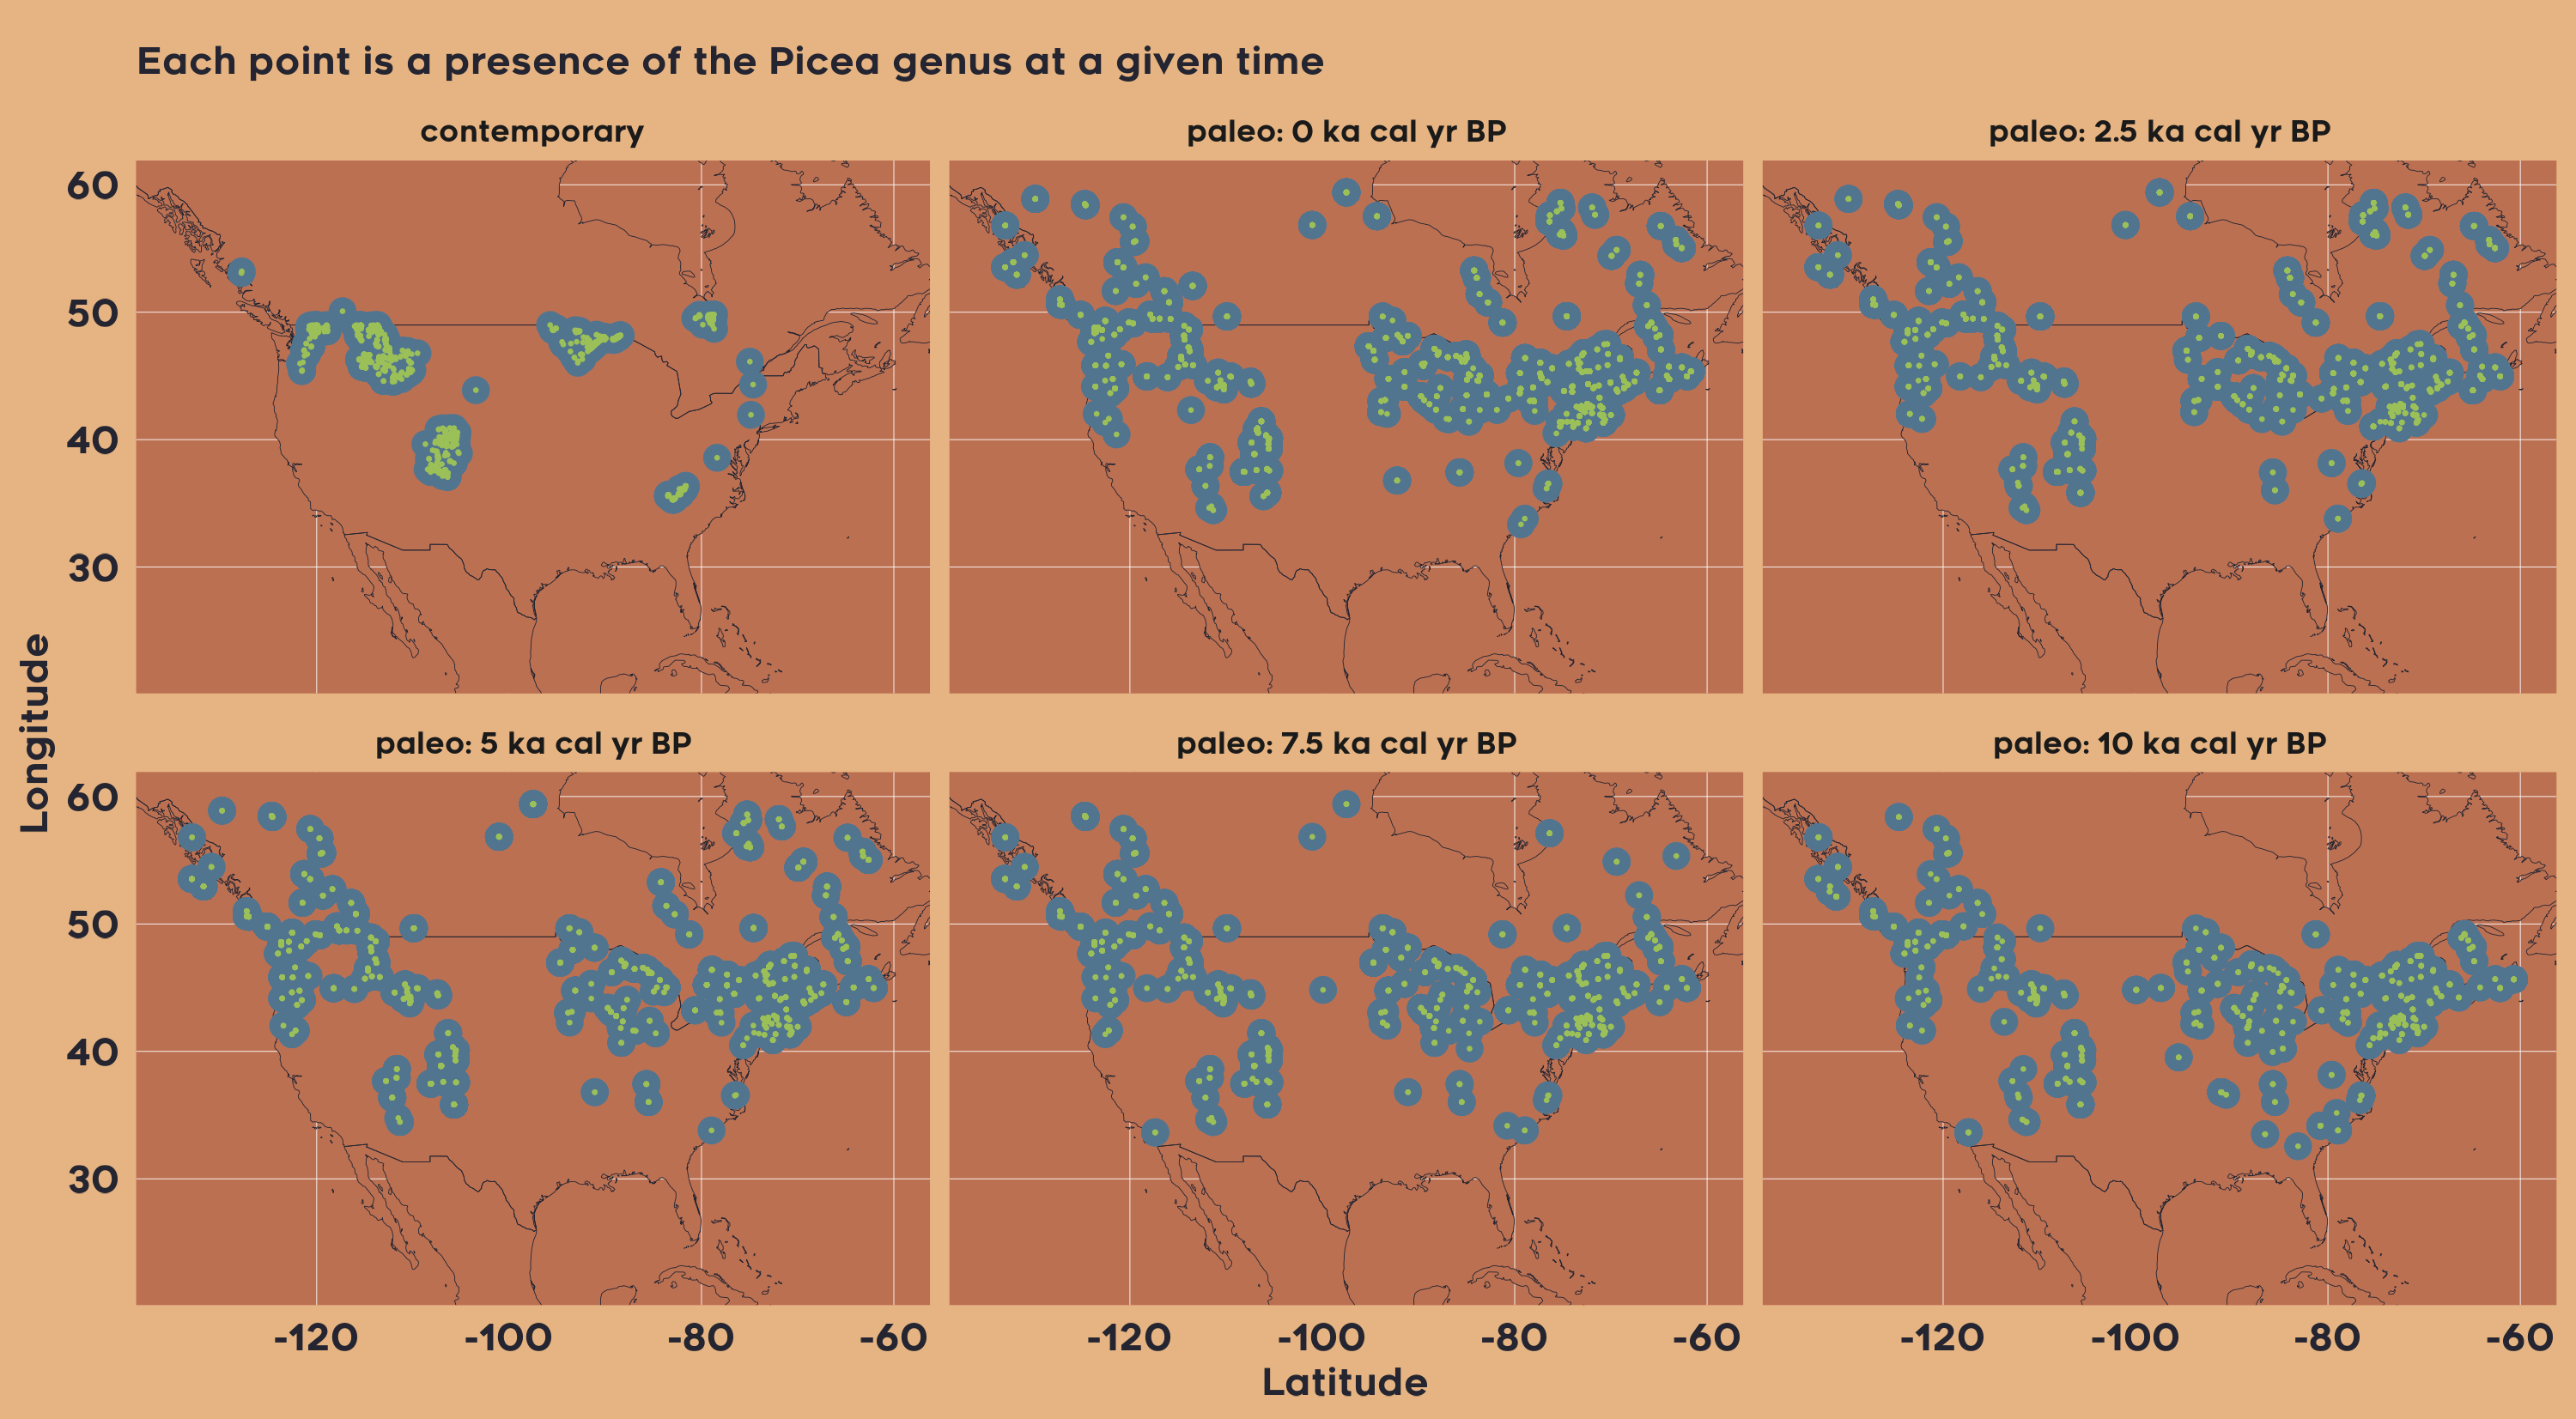 Each point is a presence of the Picea genus at a given time
contemporary
paleo: 0 ka cal yr BP
paleo: 2.5 ka cal yr BP
60
50
40
30
Longitude
paleo: 5 ka cal yr BP
paleo: 7.5 ka cal yr BP
paleo: 10 ka cal yr BP
60
50
40
30
-120 -100 -80 -60
-120 -100 -80 -60
-120 -100 -80 -60
Latitude